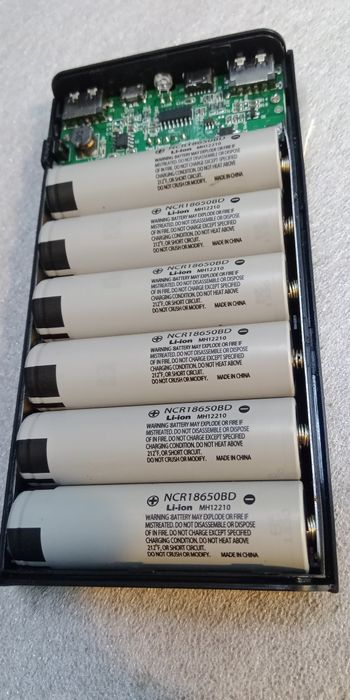 NCR18650BD
Li-ion MH12210
WARNING: BATTERY MAY EXPLODE OR FIRE IF
MISTREATED. DO NOT DISASSEMBLE OR DISPOSE
OF IN FIRE. DO NOT CHARGE EXCEPT SPECIFIED
CHARGING CONDITION. DO NOT HEAT ABOVE
212°F, OR SHORT CIRCUIT.
DO NOT CRUSH OR MODIFY. MADE IN CHINA
NCR18650BD
Li-ion MH12210
WARNING: BATTERY MAY EXPLODE OR FIRE IF
MISTREATED. DO NOT DISASSEMBLE OR DISPOSE
OF IN FIRE. DO NOT CHARGE EXCEPT SPECIFIED
CHARGING CONDITION. DO NOT HEAT ABOVE
212°F, OR SHORT CIRCUIT.
DO NOT CRUSH OR MODIFY. MADE IN CHINA
NCR18650BD
Li-ion MH12210
WARNING: BATTERY MAY EXPLODE OR FIRE IF
MISTREATED. DO NOT DISASSEMBLE OR DISPOSE
OF IN FIRE. DO NOT CHARGE EXCEPT SPECIFIED
CHARGING CONDITION. DO NOT HEAT ABOVE
212°F, OR SHORT CIRCUIT.
DO NOT CRUSH OR MODIFY. MADE IN CHINA
NCR18650BD
Li-ion MH12210
WARNING: BATTERY MAY EXPLODE OR FIRE IF
MISTREATED. DO NOT DISASSEMBLE OR DISPOSE
OF IN FIRE. DO NOT CHARGE EXCEPT SPECIFIED
CHARGING CONDITION. DO NOT HEAT ABOVE
212°F, OR SHORT CIRCUIT.
DO NOT CRUSH OR MODIFY. MADE IN CHINA
NCR18650BD
Li-ion MH12210
WARNING: BATTERY MAY EXPLODE OR FIRE IF
MISTREATED. DO NOT DISASSEMBLE OR DISPOSE
OF IN FIRE. DO NOT CHARGE EXCEPT SPECIFIED
CHARGING CONDITION. DO NOT HEAT ABOVE
212°F, OR SHORT CIRCUIT.
DO NOT CRUSH OR MODIFY. MADE IN CHINA
NCR18650BD
Li-ion MH12210
WARNING: BATTERY MAY EXPLODE OR FIRE IF
MISTREATED. DO NOT DISASSEMBLE OR DISPOSE
OF IN FIRE. DO NOT CHARGE EXCEPT SPECIFIED
CHARGING CONDITION. DO NOT HEAT ABOVE
212°F, OR SHORT CIRCUIT.
DO NOT CRUSH OR MODIFY. MADE IN CHINA